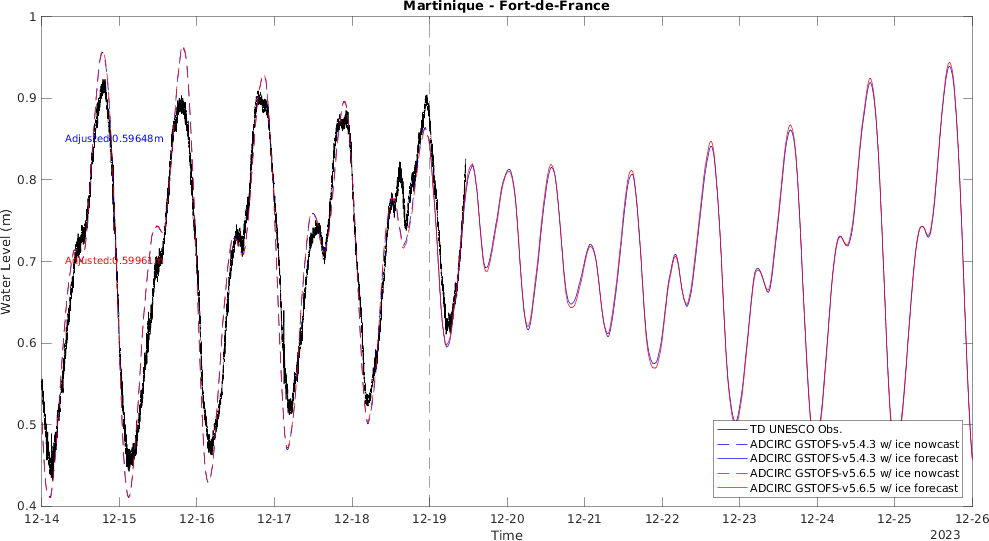 Martinique - Fort-de-France
Water Level (m)
1
0.9
0.8
0.7
0.6
0.5
0.4
Adjusted:0.59648m
Adjusted:0.59961
TD UNESCO Obs.
ADCIRC GSTOFS-v5.4.3 w/ ice nowcast
ADCIRC GSTOFS-v5.4.3 w/ ice forecast
ADCIRC GSTOFS-v5.6.5 w/ ice nowcast
ADCIRC GSTOFS-v5.6.5 w/ ice forecast
12-14 12-15 12-16 12-17 12-18 12-19 12-20 12-21 12-22 12-23 12-24 12-25 12-26
Time
2023